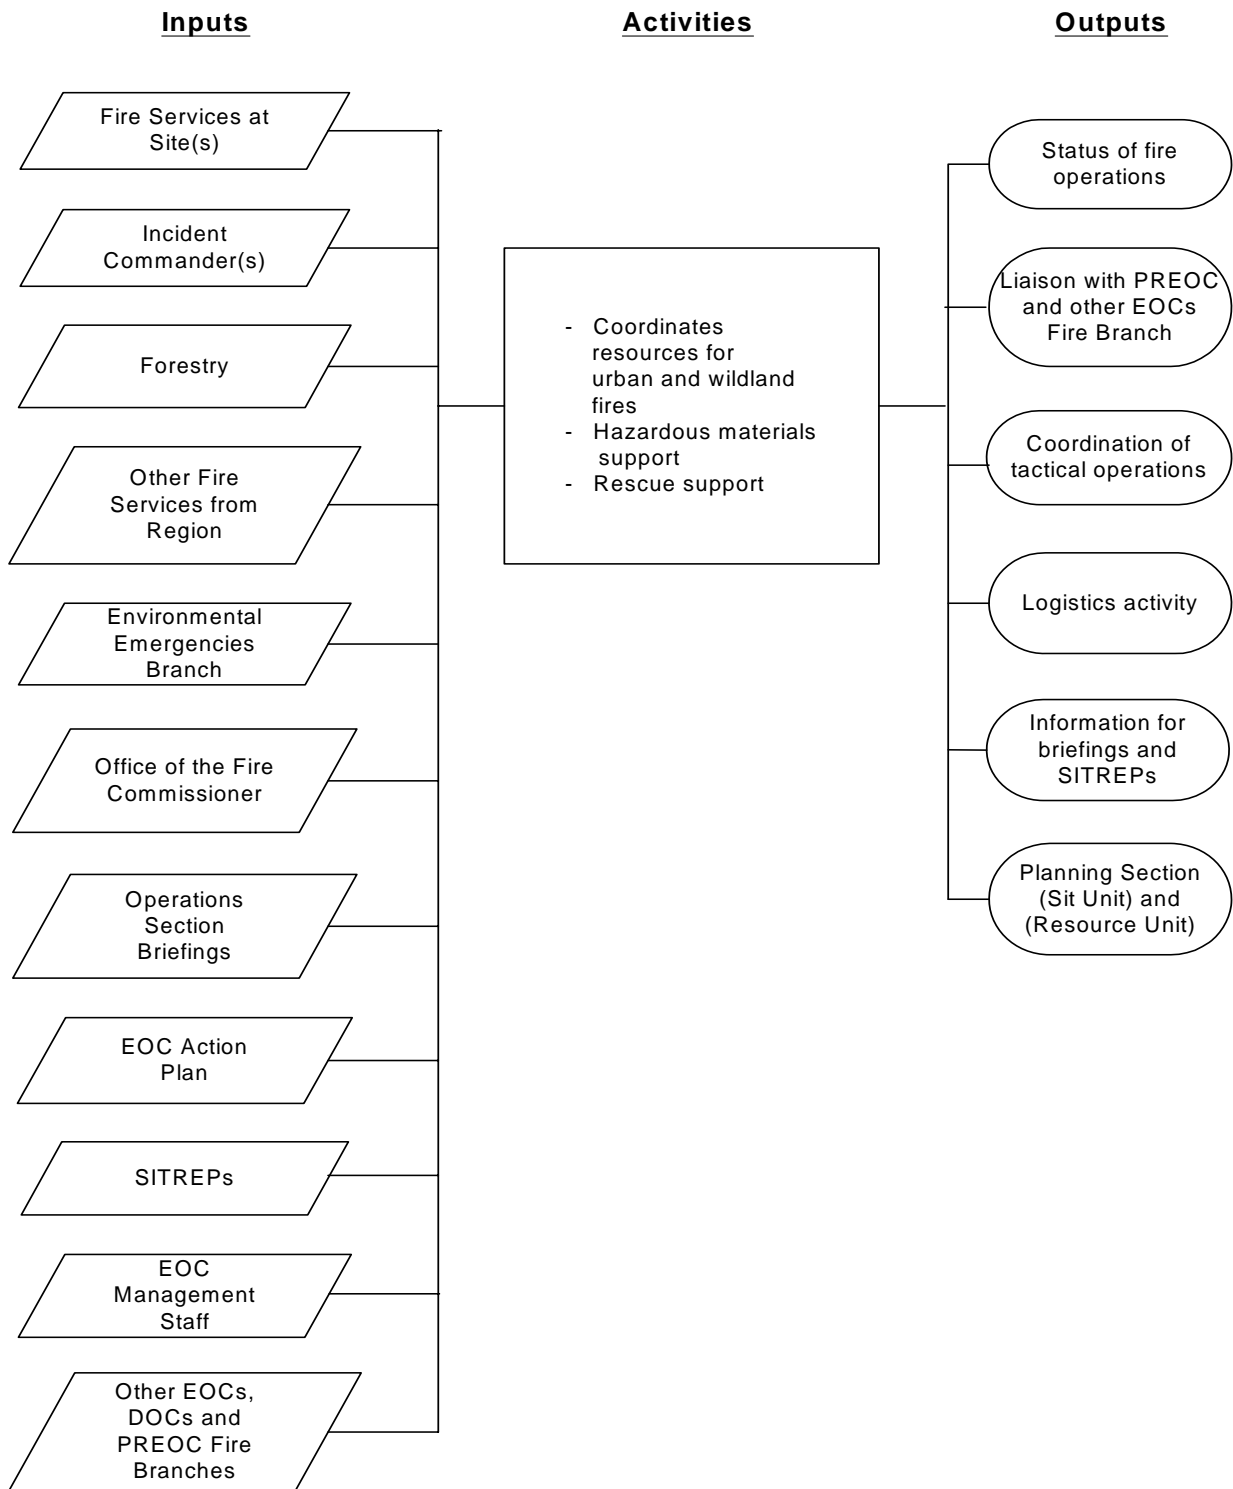 Inputs
Activities
Outputs
Fire Services at
Site(s)
Incident
Commander(s)
Forestry
Other Fire
Services from
Region
Environmental
Emergencies
Branch
Office of the Fire
Commissioner
Operations
Section
Briefings
EOC Action
Plan
SITREPs
EOC
Management
Staff
Other EOCs,
DOCs and
PREOC Fire
Branches
- Coordinates
resources for
urban and wildland
fires
- Hazardous materials
support
- Rescue support
Status of fire
operations
Liaison with PREOC
and other EOCs
Fire Branch
Coordination of
tactical operations
Logistics activity
Information for
briefings and
SITREPs
Planning Section
(Sit Unit) and
(Resource Unit)